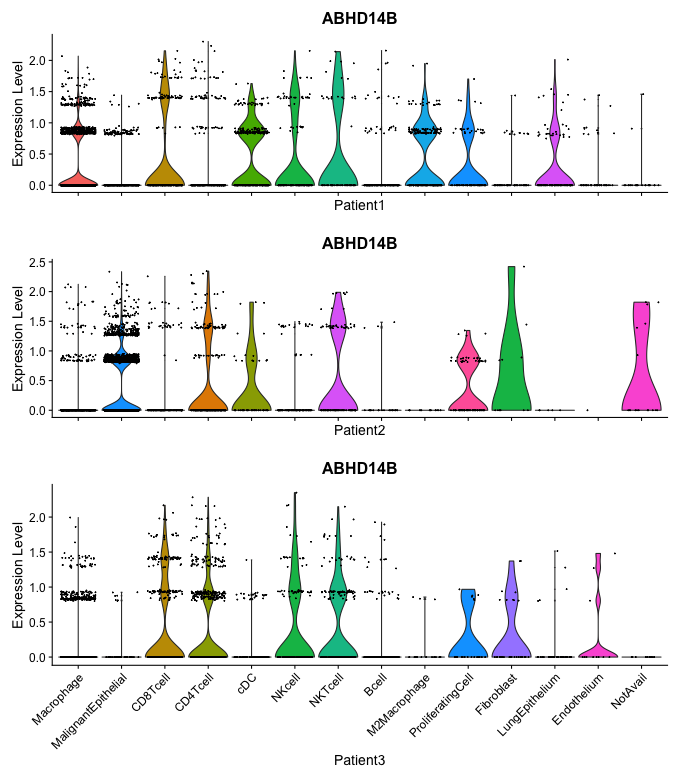 ABHD14B
Expression Level
2.0
1.5
1.0
0.5
0.0
Patient1
ABHD14B
Expression Level
2.5
2.0
1.5
1.0
0.5
0.0
Patient2
ABHD14B
Expression Level
2.0
1.5
1.0
0.5
0.0
Macrophage
MalignantEpithelial
CD8Tcell
CD4Tcell
cDC
NKcell
NKTcell
Bcell
M2Macrophage
ProliferatingCell
Fibroblast
LungEpithelium
Endothelium
NotAvail
Patient3